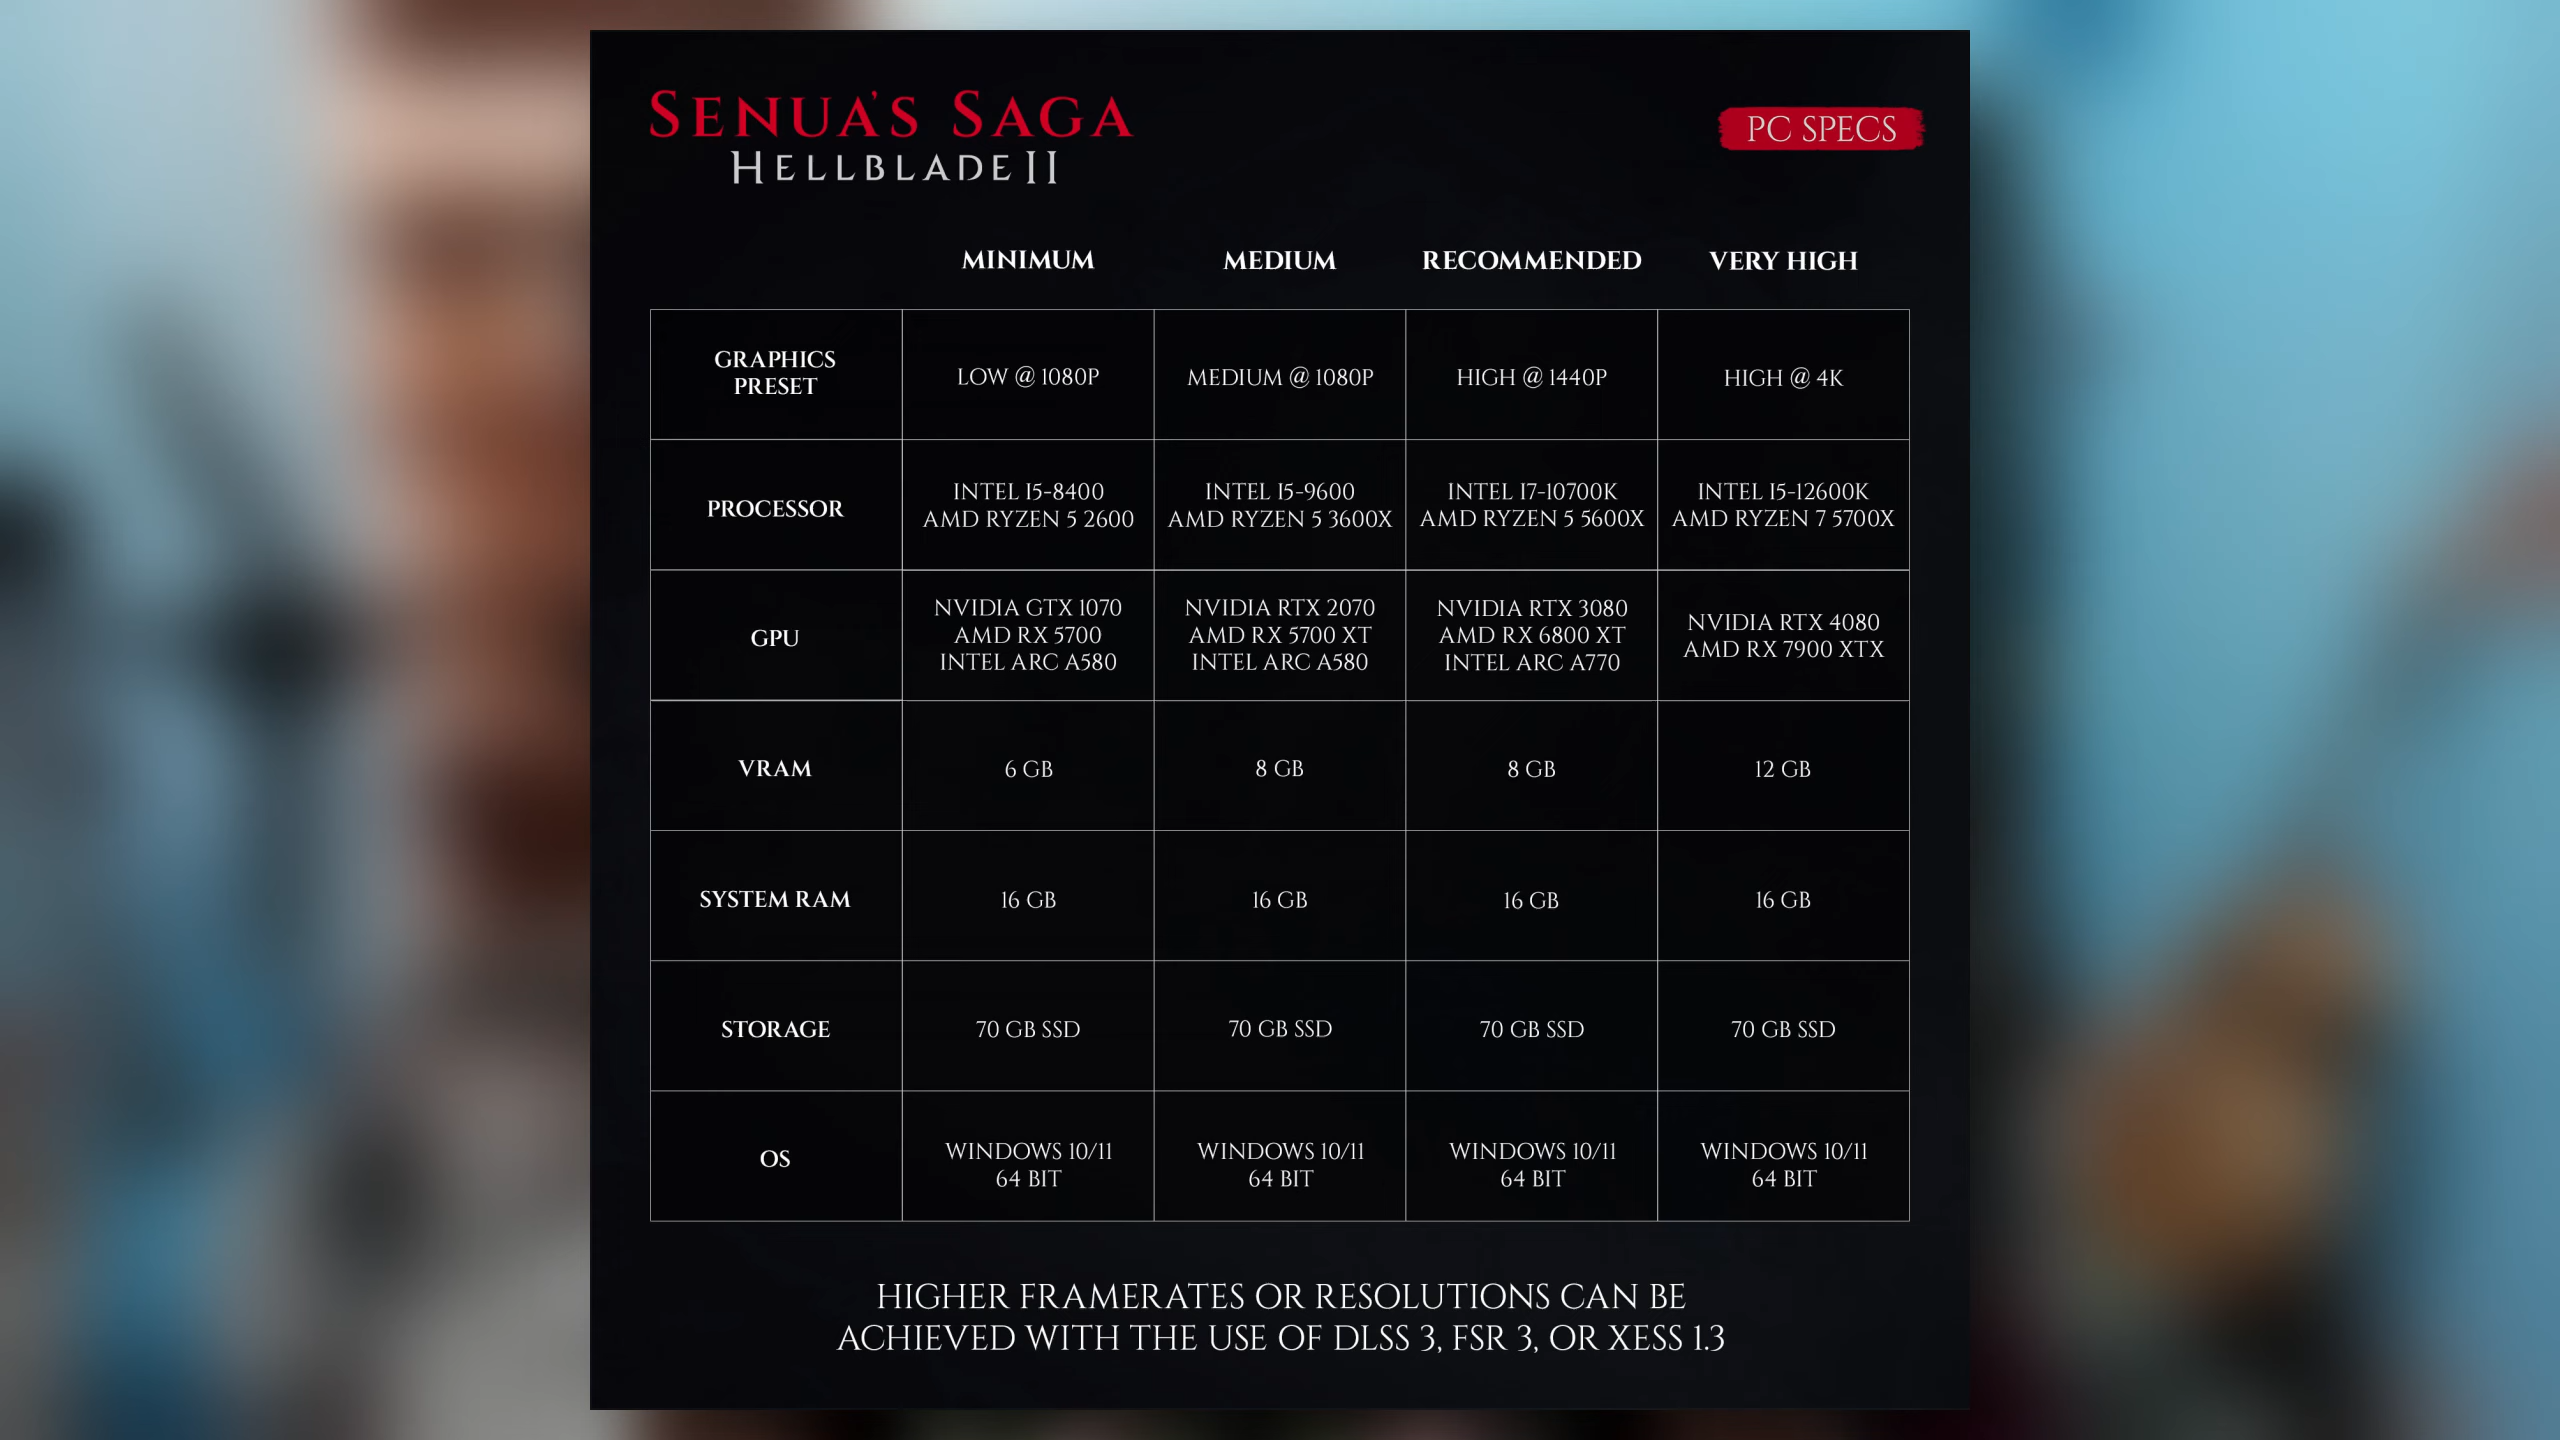 SENUA'S SAGA
HELLBLADE II
PC SPECS
MINIMUM MEDIUM RECOMMENDED VERY HIGH
GRAPHICS
PRESET
LOW @ 1080P
MEDIUM @ 1080P
HIGH @ 1440P
HIGH @ 4K
PROCESSOR
INTEL I5-8400
AMD RYZEN 5 2600
INTEL I5-9600
AMD RYZEN 5 3600X
INTEL I7-10700K
AMD RYZEN 5 5600X
INTEL I5-12600K
AMD RYZEN 7 5700X
GPU
NVIDIA GTX 1070
AMD RX 5700
INTEL ARC A580
NVIDIA RTX 2070
AMD RX 5700 XT
INTEL ARC A580
NVIDIA RTX 3080
AMD RX 6800 XT
INTEL ARC A770
NVIDIA RTX 4080
AMD RX 7900 XTX
VRAM
6 GB
8 GB
8 GB
12 GB
SYSTEM RAM
16 GB
16 GB
16 GB
16 GB
STORAGE
70 GB SSD
70 GB SSD
70 GB SSD
70 GB SSD
OS
WINDOWS 10/11
64 BIT
WINDOWS 10/11
64 BIT
WINDOWS 10/11
64 BIT
WINDOWS 10/11
64 BIT
HIGHER FRAMERATES OR RESOLUTIONS CAN BE
ACHIEVED WITH THE USE OF DLSS 3, FSR 3, OR XESS 1.3